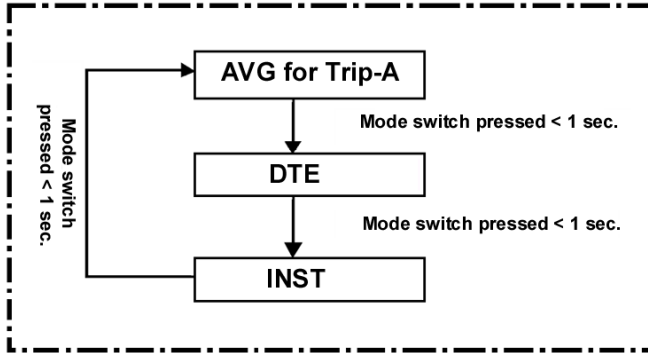 AVG for Trip-A
Mode switch pressed < 1 sec.
DTE
Mode switch pressed < 1 sec.
INST
Mode switch
pressed < 1 sec.